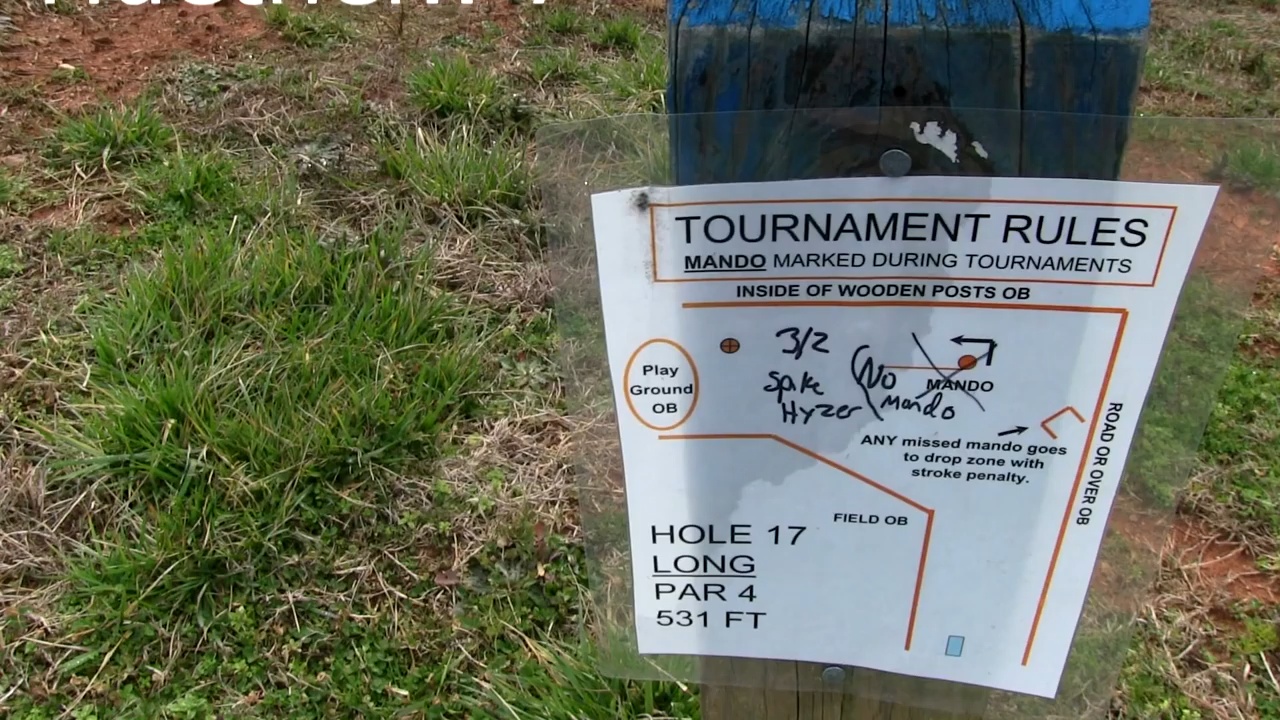 TOURNAMENT RULES
MANDO MARKED DURING TOURNAMENTS
INSIDE OF WOODEN POSTS OB
Play
Ground
OB
3/2
Spike
Hyzer
(No
Mando
MANDO
ANY missed mando goes
to drop zone with
stroke penalty.
ROAD OR OVER OB
FIELD OB
HOLE 17
LONG
PAR 4
531 FT